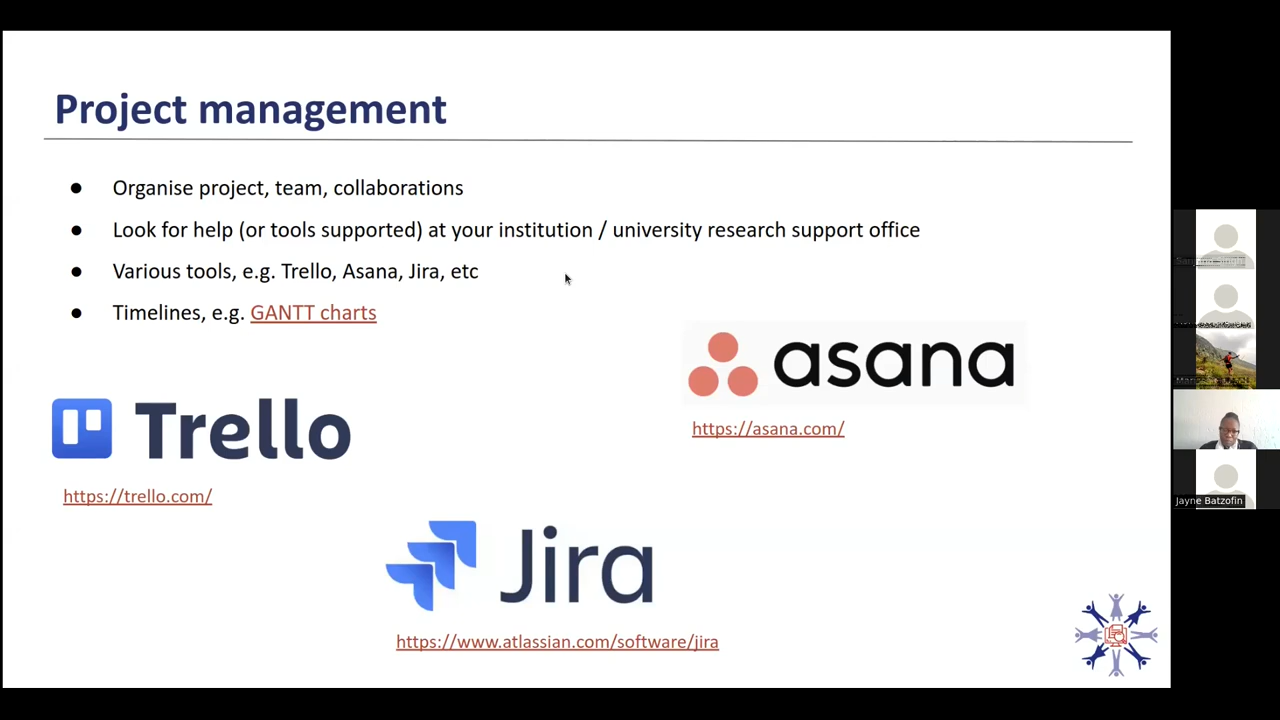 Project management
● Organise project, team, collaborations
● Look for help (or tools supported) at your institution / university research support office
● Various tools, e.g. Trello, Asana, Jira, etc
● Timelines, e.g. GANTT charts
asana
https://asana.com/
Trello
https://trello.com/
Jira
https://www.atlassian.com/software/jira
Jayne Batzofin